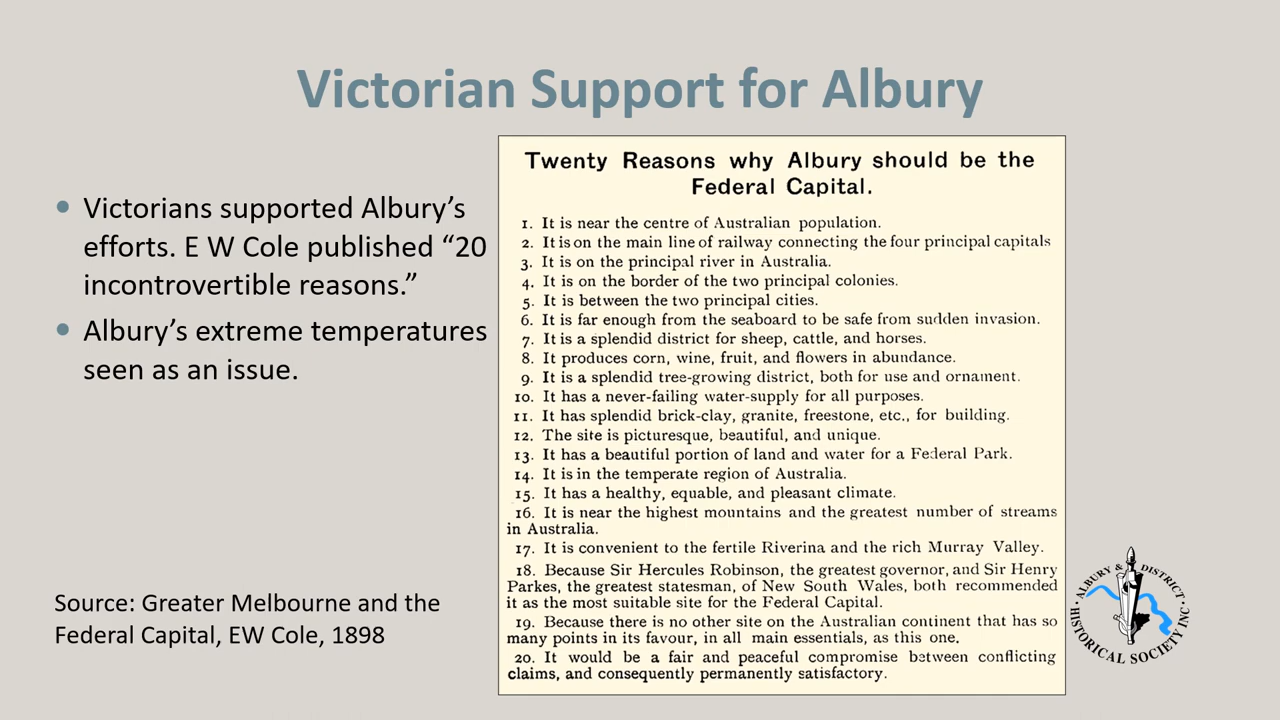 Victorian Support for Albury
• Victorians supported Albury’s
efforts. E W Cole published “20
incontrovertible reasons.”
• Albury’s extreme temperatures
seen as an issue.
Source: Greater Melbourne and the
Federal Capital, EW Cole, 1898
Twenty Reasons why Albury should be the
Federal Capital.
1. It is near the centre of Australian population.
2. It is on the main line of railway connecting the four principal capitals
3. It is on the principal river in Australia.
4. It is on the border of the two principal colonies.
5. It is between the two principal cities.
6. It is far enough from the seaboard to be safe from sudden invasion.
7. It is a splendid district for sheep, cattle, and horses.
8. It produces corn, wine, fruit, and flowers in abundance.
9. It is a splendid tree-growing district, both for use and ornament.
10. It has a never-failing water-supply for all purposes.
11. It has splendid brick-clay, granite, freestone, etc., for building.
12. The site is picturesque, beautiful, and unique.
13. It has a beautiful portion of land and water for a Federal Park.
14. It is in the temperate region of Australia.
15. It has a healthy, equable, and pleasant climate.
16. It is near the highest mountains and the greatest number of streams
in Australia.
17. It is convenient to the fertile Riverina and the rich Murray Valley.
18. Because Sir Hercules Robinson, the greatest governor, and Sir Henry
Parkes, the greatest statesman, of New South Wales, both recommended
it as the most suitable site for the Federal Capital.
19. Because there is no other site on the Australian continent that has so
many points in its favour, in all main essentials, as this one.
20. It would be a fair and peaceful compromise between conflicting
claims, and consequently permanently satisfactory.
ALBURY & DISTRICT
HISTORICAL SOCIETY INC